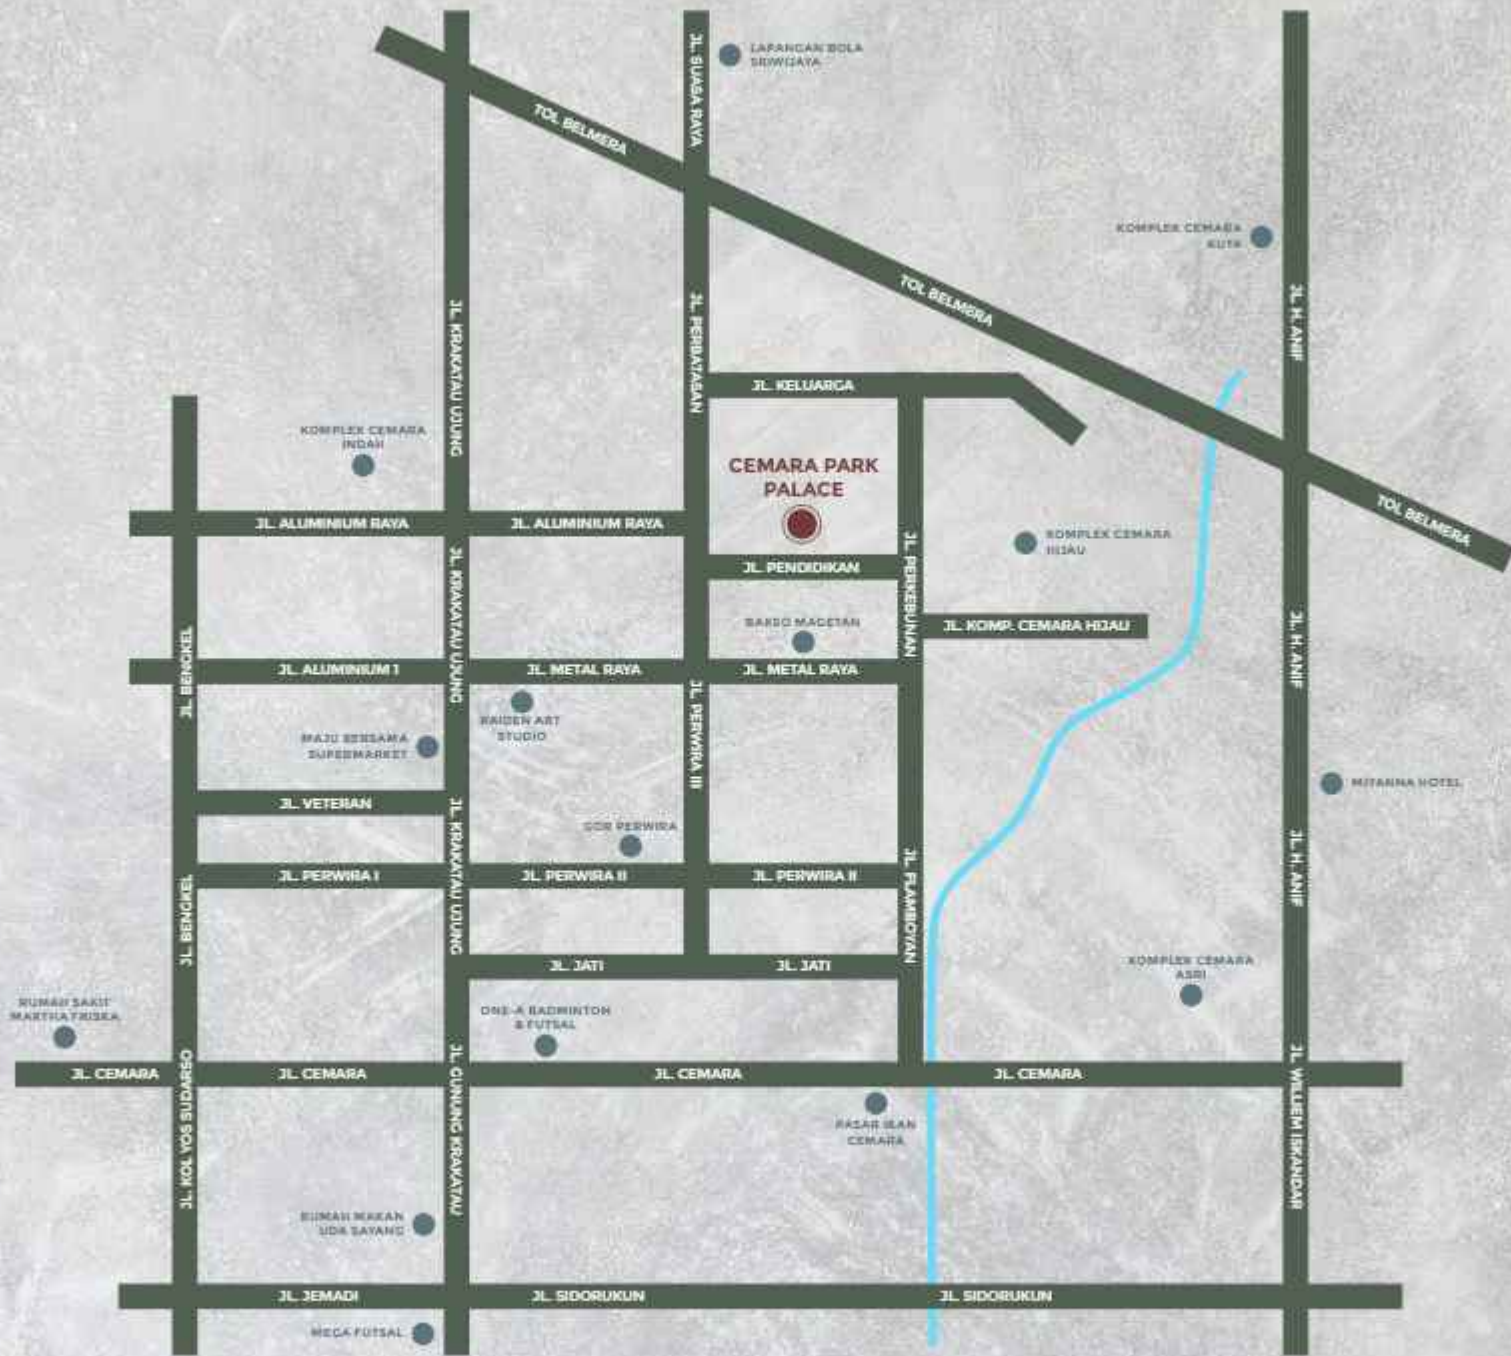 LAPANGAN BOLA
SRIWIJAYA
JL. SUASA RAYA
TOL BELMERA
KOMPLEK CEMARA
KUTA
TOL BELMERA
JL. H. ANIF
JL. KRAKATAU UJUNG
JL. PERBATASAN
JL. KELUARGA
KOMPLEK CEMARA
INDAH
CEMARA PARK
PALACE
JL. ALUMINIUM RAYA
JL. ALUMINIUM RAYA
TOL BELMERA
KOMPLEK CEMARA
HIJAU
JL. PENDIDIKAN
JL. PERKEBUNAN
JL. KRAKATAU UJUNG
BAKSO MAGETAN
JL. KOMP. CEMARA HIJAU
JL. H. ANIF
JL. BENGKEL
JL. ALUMINIUM 1
JL. METAL RAYA
JL. METAL RAYA
RAIDEN ART
STUDIO
JL. PERWIRA III
MAJU BERSAMA
SUPERMARKET
MIYANNA HOTEL
JL. VETERAN
GOR PERWIRA
JL. KRAKATAU UJUNG
JL. H. ANIF
JL. PERWIRA I
JL. PERWIRA II
JL. PERWIRA II
JL. BENGKEL
JL. FLAMBOYAN
JL. JATI
JL. JATI
KOMPLEK CEMARA
ASRI
RUMAH SAKIT
MARTHA FRISKA
ONE-A BADMINTON
& FUTSAL
JL. CEMARA
JL. CEMARA
JL. CEMARA
JL. CEMARA
JL. KOL YOS SUDARSO
JL. GUNUNG KRAKATAU
JL. WILLIEM ISKANDAR
PASAR IKAN
CEMARA
RUMAH MAKAN
UDA SAYANG
JL. JEMADI
JL. SIDORUKUN
JL. SIDORUKUN
MEGA FUTSAL